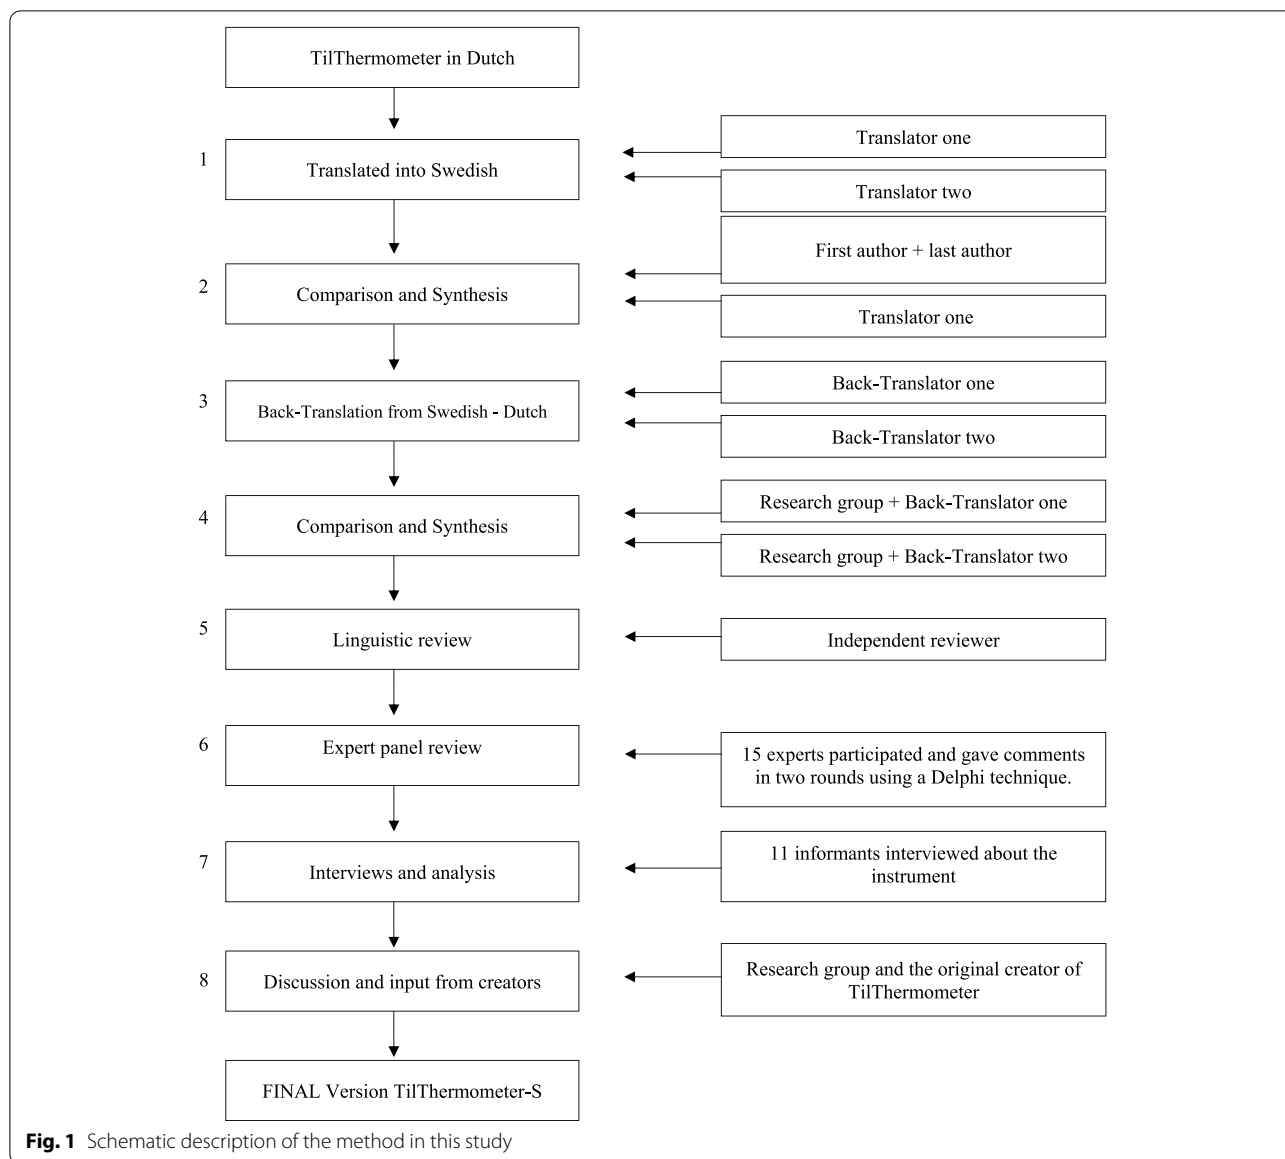 TilThermometer in Dutch
1
Translated into Swedish
Translator one
Translator two
2
Comparison and Synthesis
First author + last author
Translator one
3
Back-Translation from Swedish - Dutch
Back-Translator one
Back-Translator two
4
Comparison and Synthesis
Research group + Back-Translator one
Research group + Back-Translator two
5
Linguistic review
Independent reviewer
6
Expert panel review
15 experts participated and gave comments
in two rounds using a Delphi technique.
7
Interviews and analysis
11 informants interviewed about the
instrument
8
Discussion and input from creators
Research group and the original creator of
TilThermometer
FINAL Version TilThermometer-S
Fig. 1 Schematic description of the method in this study